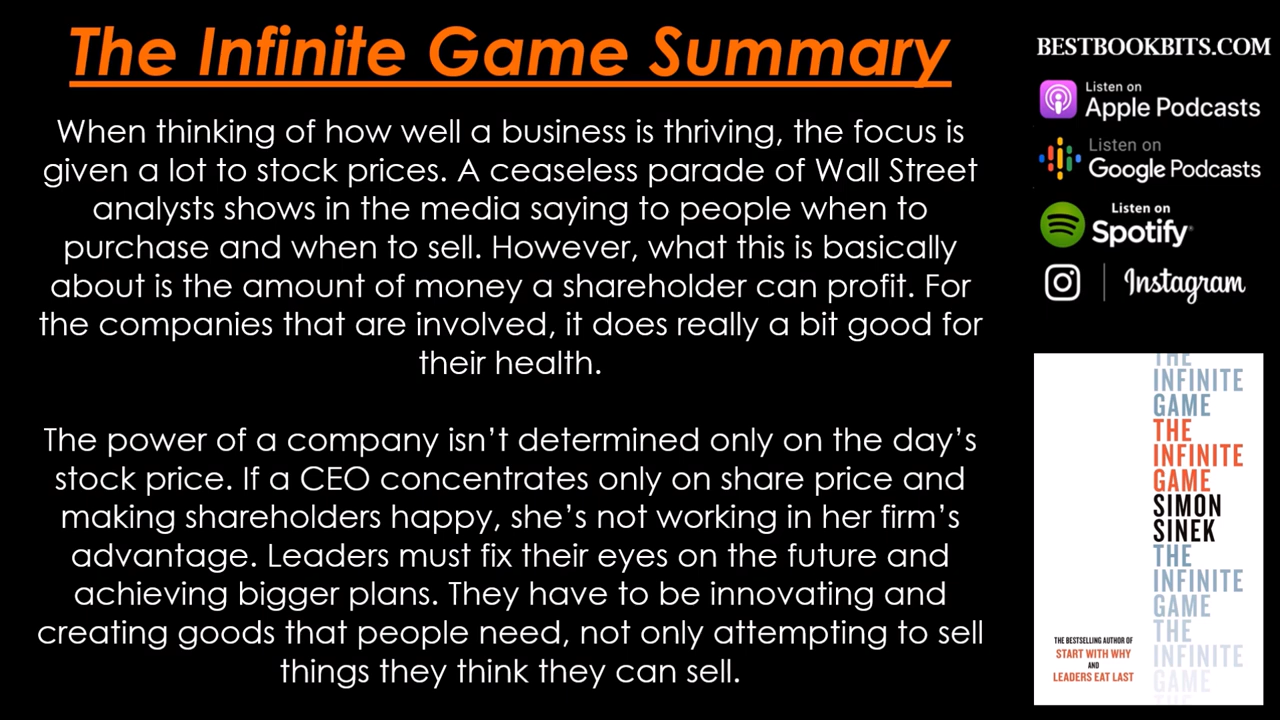 The Infinite Game Summary
When thinking of how well a business is thriving, the focus is
given a lot to stock prices. A ceaseless parade of Wall Street
analysts shows in the media saying to people when to
purchase and when to sell. However, what this is basically
about is the amount of money a shareholder can profit. For
the companies that are involved, it does really a bit good for
their health.
The power of a company isn’t determined only on the day’s
stock price. If a CEO concentrates only on share price and
making shareholders happy, she’s not working in her firm’s
advantage. Leaders must fix their eyes on the future and
achieving bigger plans. They have to be innovating and
creating goods that people need, not only attempting to sell
things they think they can sell.
BESTBOOKBITS.COM
Listen on
Apple Podcasts
Listen on
Google Podcasts
Listen on
Spotify
Instagram
THE
INFINITE
GAME
THE
INFINITE
GAME
SIMON
SINEK
THE
INFINITE
GAME
THE
INFINITE
GAME
THE BESTSELLING AUTHOR OF
START WITH WHY
AND
LEADERS EAT LAST